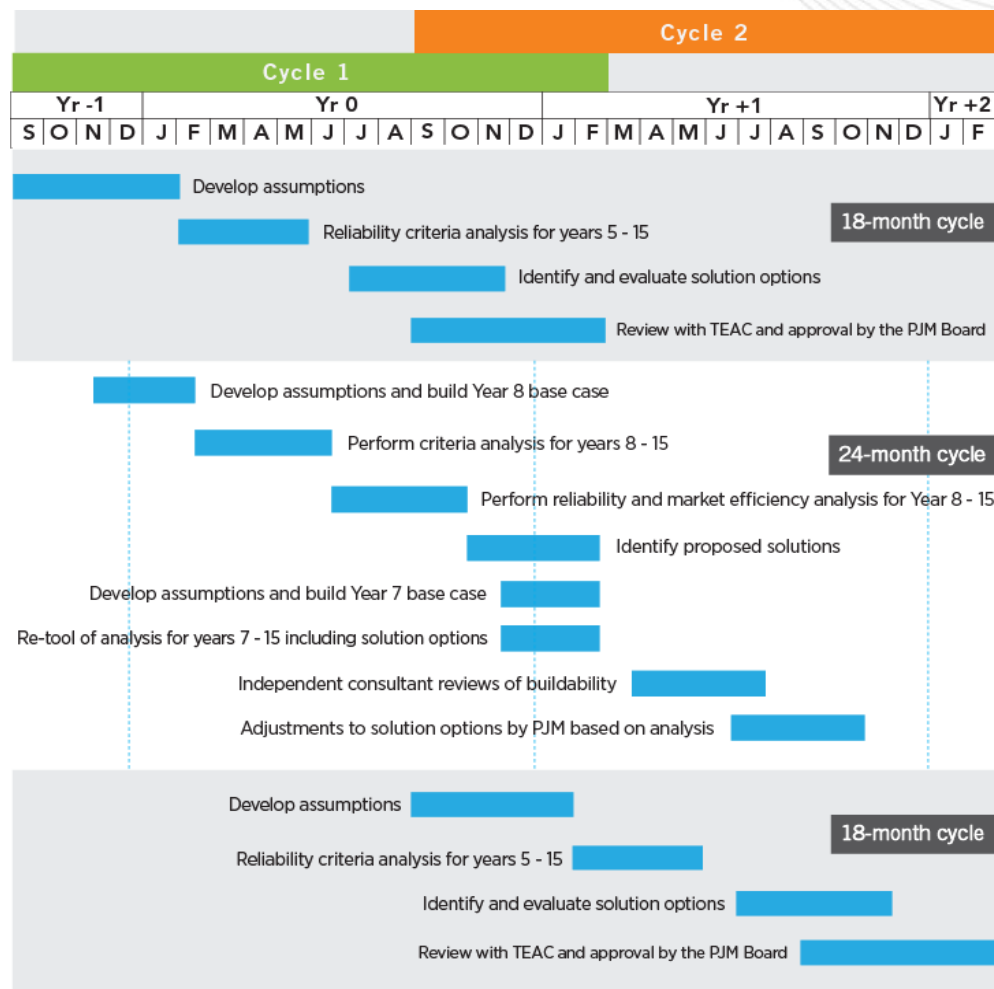 Cycle 2
Cycle 1
Yr -1 Yr 0 Yr +1 Yr +2
S O N D J F M A M J J A S O N D J F M A M J J A S O N D J F
Develop assumptions
18-month cycle
Reliability criteria analysis for years 5 - 15
Identify and evaluate solution options
Review with TEAC and approval by the PJM Board
Develop assumptions and build Year 8 base case
Perform criteria analysis for years 8 - 15
24-month cycle
Perform reliability and market efficiency analysis for Year 8 - 15
Identify proposed solutions
Develop assumptions and build Year 7 base case
Re-tool of analysis for years 7 - 15 including solution options
Independent consultant reviews of buildability
Adjustments to solution options by PJM based on analysis
Develop assumptions
18-month cycle
Reliability criteria analysis for years 5 - 15
Identify and evaluate solution options
Review with TEAC and approval by the PJM Board